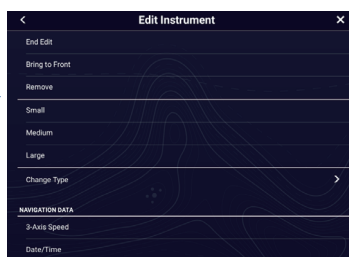 Edit Instrument
End Edit
Bring to Front
Remove
Small
Medium
Large
Change Type
NAVIGATION DATA
3-Axis Speed
Date/Time